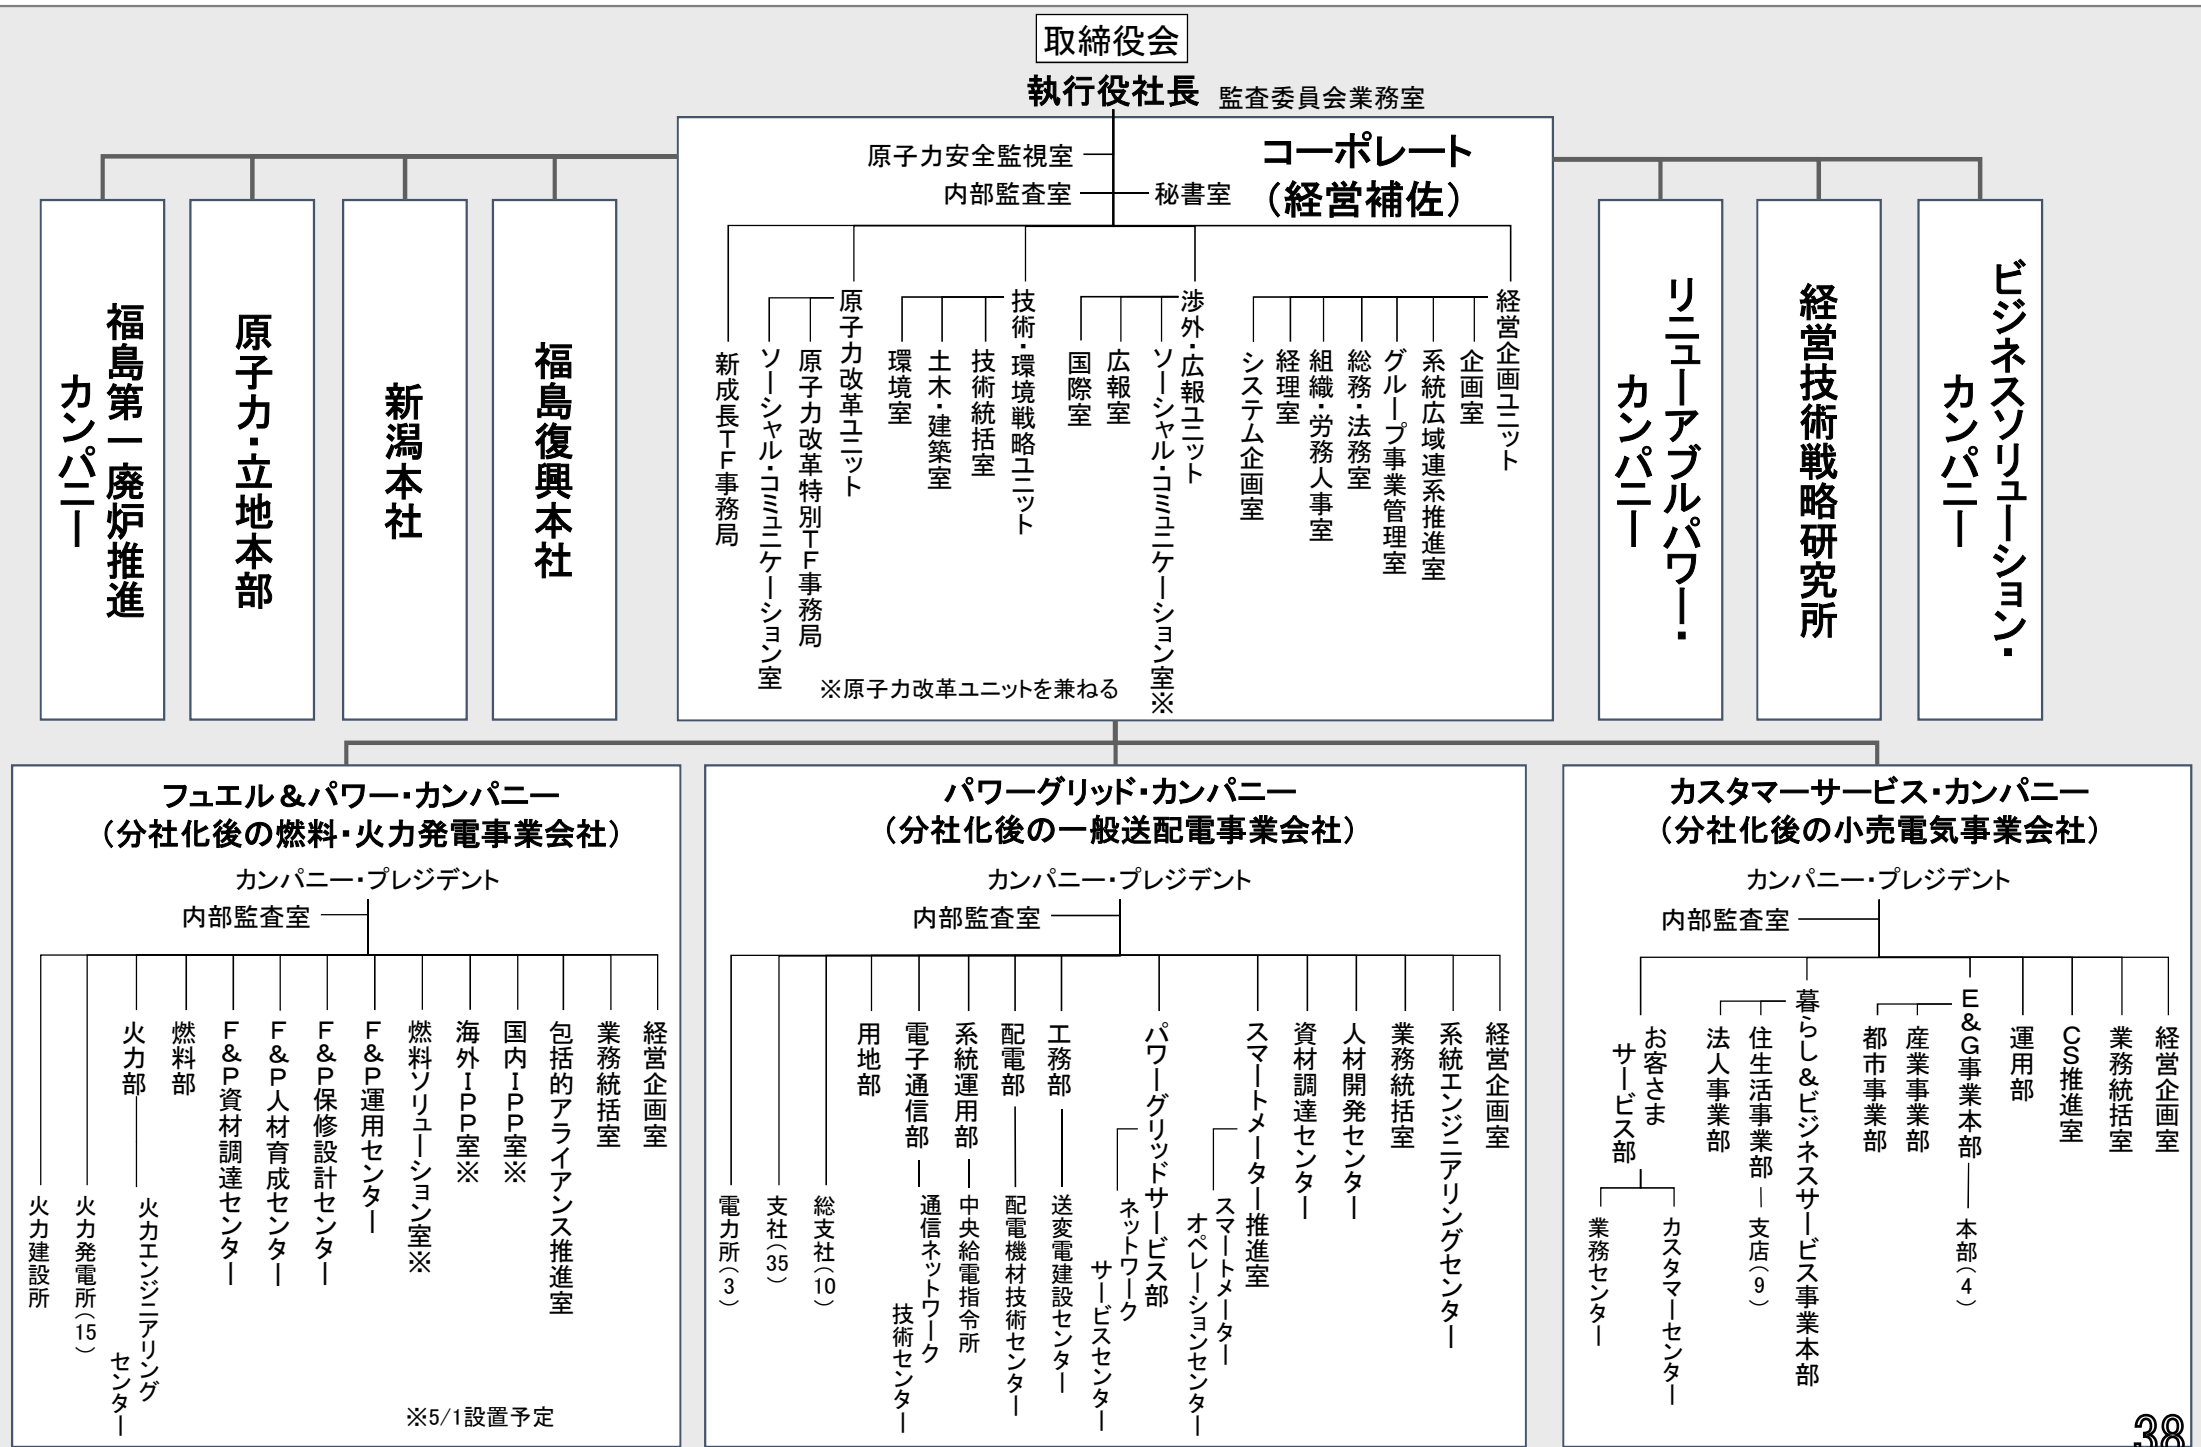 取締役会
執行役社長
監査委員会業務室
コーポレート
（経営補佐）
原子力安全監視室
内部監査室
秘書室
経営企画ユニット
企画室
系統広域連系推進室
グループ事業管理室
総務・法務室
組織・労務人事室
経理室
システム企画室
渉外・広報ユニット
ソーシャル・コミュニケーション室※
広報室
国際室
技術・環境戦略ユニット
技術統括室
土木・建築室
環境室
原子力改革ユニット
原子力改革特別ＴＦ事務局
ソーシャル・コミュニケーション室
新成長ＴＦ事務局
※原子力改革ユニットを兼ねる
福島第一廃炉推進
カンパニー
原子力・立地本部
新潟本社
福島復興本社
リニューアブルパワー・
カンパニー
経営技術戦略研究所
ビジネスソリューション・
カンパニー
フュエル＆パワー・カンパニー
（分社化後の燃料・火力発電事業会社）
カンパニー・プレジデント
内部監査室
経営企画室
業務統括室
包括的アライアンス推進室
国内ＩＰＰ室※
海外ＩＰＰ室※
燃料ソリューション室※
Ｆ＆Ｐ運用センター
Ｆ＆Ｐ保修設計センター
Ｆ＆Ｐ人材育成センター
Ｆ＆Ｐ資材調達センター
燃料部
火力部
火力エンジニアリング
センター
火力発電所（15）
火力建設所
※5/1設置予定
パワーグリッド・カンパニー
（分社化後の一般送配電事業会社）
カンパニー・プレジデント
内部監査室
経営企画室
系統エンジニアリングセンター
業務統括室
人材開発センター
資材調達センター
スマートメーター推進室
スマートメーター
オペレーションセンター
パワーグリッドサービス部
ネットワーク
サービスセンター
工務部
送変電建設センター
配電部
配電機材技術センター
系統運用部
中央給電指令所
電子通信部
通信ネットワーク
技術センター
用地部
総支社（10）
支社（35）
電力所（3）
カスタマーサービス・カンパニー
（分社化後の小売電気事業会社）
カンパニー・プレジデント
内部監査室
経営企画室
業務統括室
CS推進室
運用部
Ｅ＆Ｇ事業本部
本部（4）
産業事業部
都市事業部
暮らし＆ビジネスサービス事業本部
住生活事業部
支店（9）
法人事業部
お客さま
サービス部
カスタマーセンター
業務センター
38